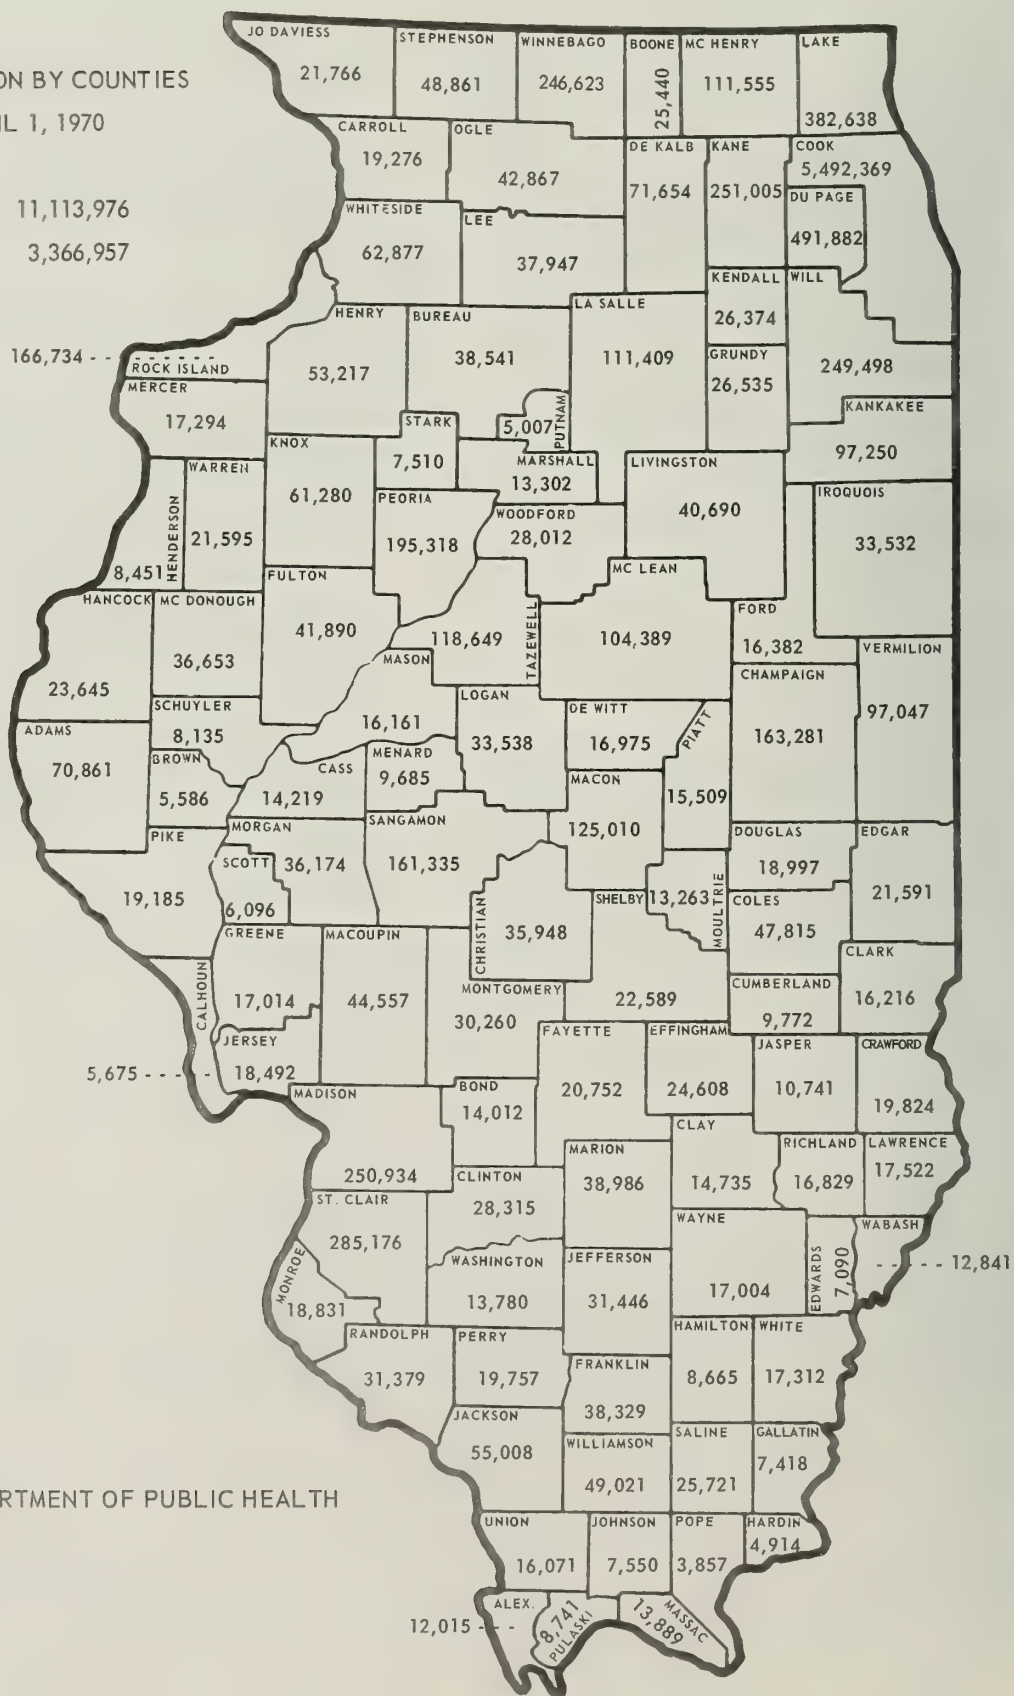 ON BY COUNTIES
IL 1, 1970
11,113,976
3,366,957
JO DAVIESS
21,766
STEPHENSON
48,861
WINNEBAGO
246,623
BOONE
25,440
MC HENRY
111,555
LAKE
382,638
CARROLL
19,276
OGLE
42,867
DE KALB
71,654
KANE
251,005
COOK
5,492,369
DU PAGE
491,882
WHITESIDE
62,877
LEE
37,947
KENDALL
26,374
WILL
249,498
166,734
ROCK ISLAND
HENRY
53,217
BUREAU
38,541
LA SALLE
111,409
GRUNDY
26,535
MERCER
17,294
STARK
7,510
5,007
PUTNAM
KANKAKEE
97,250
KNOX
61,280
MARSHALL
13,302
LIVINGSTON
40,690
WARREN
21,595
HENDERSON
8,451
PEORIA
195,318
WOODFORD
28,012
IROQUOIS
33,532
FULTON
41,890
MC LEAN
104,389
HANCOCK
23,645
MC DONOUGH
36,653
118,649
TAZEWELL
FORD
16,382
VERMILION
97,047
MASON
16,161
CHAMPAIGN
163,281
SCHUYLER
8,135
LOGAN
33,538
DE WITT
16,975
PIATT
15,509
ADAMS
70,861
BROWN
5,586
CASS
14,219
MENARD
9,685
MACON
125,010
PIKE
19,185
MORGAN
36,174
SCOTT
6,096
SANGAMON
161,335
DOUGLAS
18,997
EDGAR
21,591
CHRISTIAN
35,948
SHELBY
22,589
13,263
MOULTRIE
COLES
47,815
GREENE
17,014
MACOUPIN
44,557
CLARK
16,216
CALHOUN
5,675
MONTGOMERY
30,260
CUMBERLAND
9,772
JERSEY
18,492
FAYETTE
20,752
EFFINGHAM
24,608
JASPER
10,741
CRAWFORD
19,824
MADISON
250,934
BOND
14,012
CLAY
14,735
RICHLAND
16,829
LAWRENCE
17,522
MARION
38,986
CLINTON
28,315
ST. CLAIR
285,176
WAYNE
17,004
EDWARDS
7,090
WABASH
12,841
MONROE
18,831
WASHINGTON
13,780
JEFFERSON
31,446
RANDOLPH
31,379
PERRY
19,757
HAMILTON
8,665
WHITE
17,312
FRANKLIN
38,329
JACKSON
55,008
WILLIAMSON
49,021
SALINE
25,721
GALLATIN
7,418
RTMENT OF PUBLIC HEALTH
UNION
16,071
JOHNSON
7,550
POPE
3,857
HARDIN
4,914
ALEX.
12,015
8,741
PULASKI
MASSAC
13,889